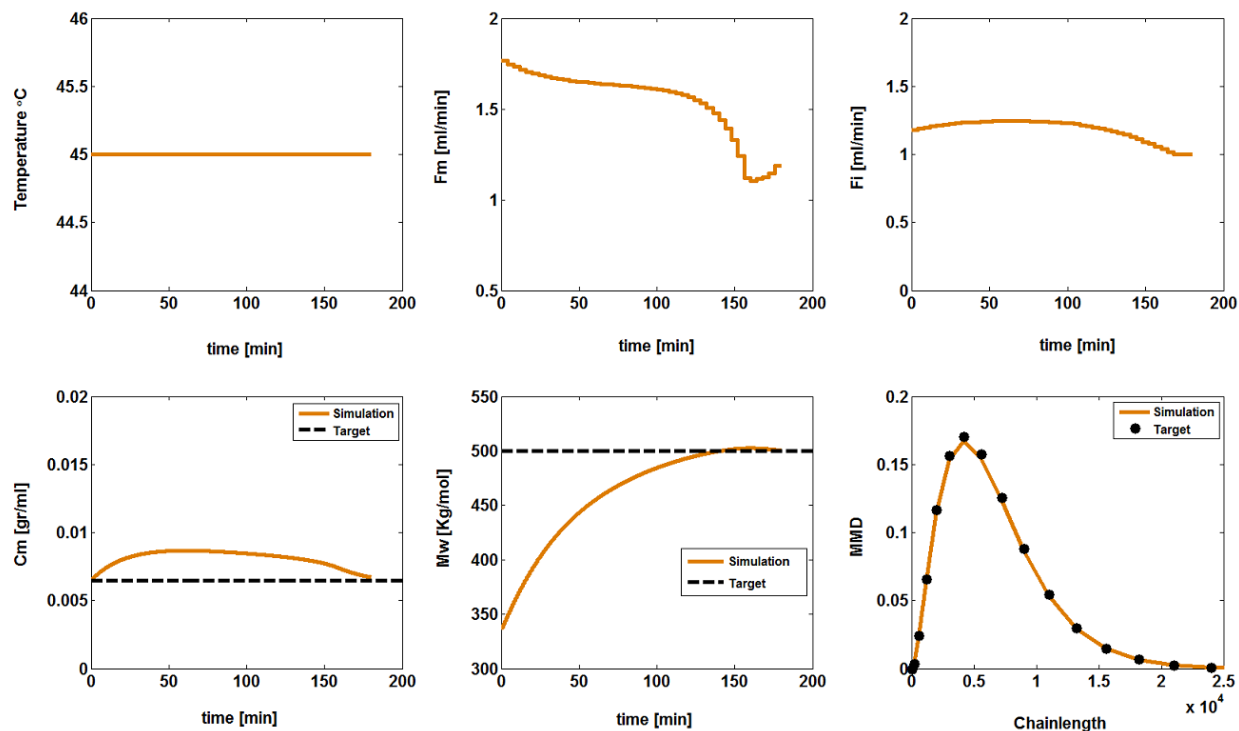 46
45.5
45
44.5
44
0 50 100 150 200
Temperature °C
time [min]
2
1.5
1
0.5
0 50 100 150 200
Fm [ml/min]
time [min]
2
1.5
1
0.5
0
0 50 100 150 200
Fi [ml/min]
time [min]
0.02
0.015
0.01
0.005
0
0 50 100 150 200
Cm [gr/ml]
time [min]
Simulation
Target
550
500
450
400
350
300
0 50 100 150 200
Mw [Kg/mol]
time [min]
Simulation
Target
0.2
0.15
0.1
0.05
0
0 0.5 1 1.5 2 2.5
x 10^4
MMD
Chainlength
Simulation
Target